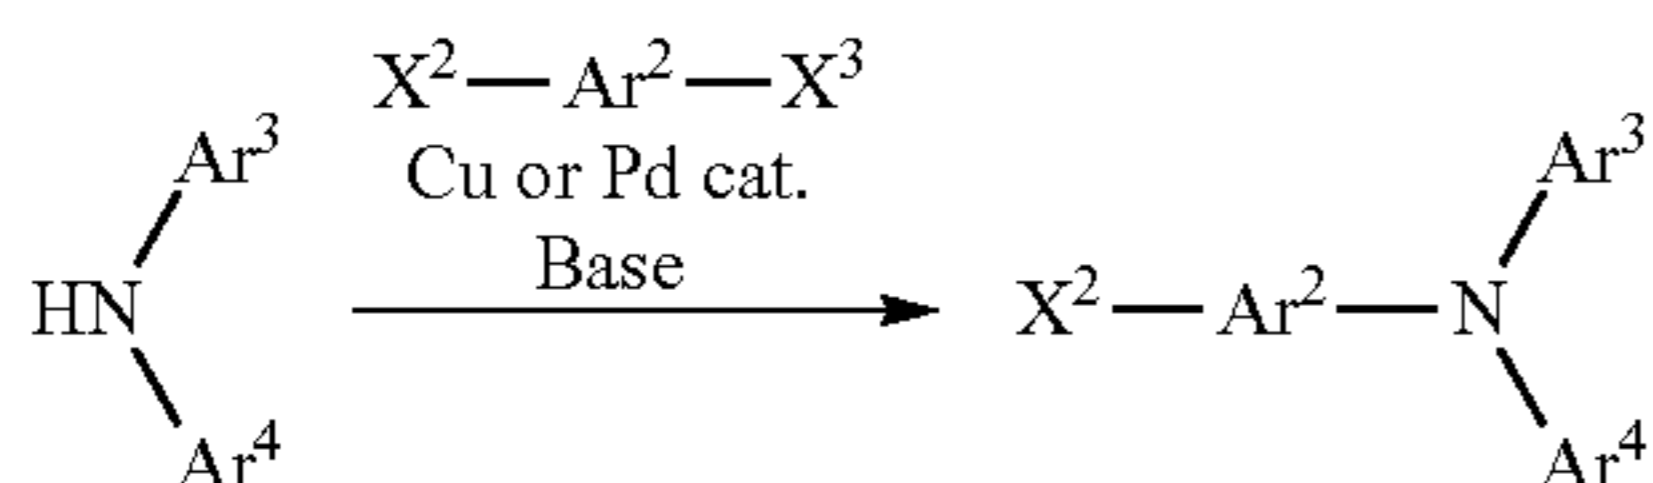 X² — Ar² — X³
Cu or Pd cat.
Base
Ar³
HN
Ar⁴
Ar³
X² — Ar² — N
Ar⁴